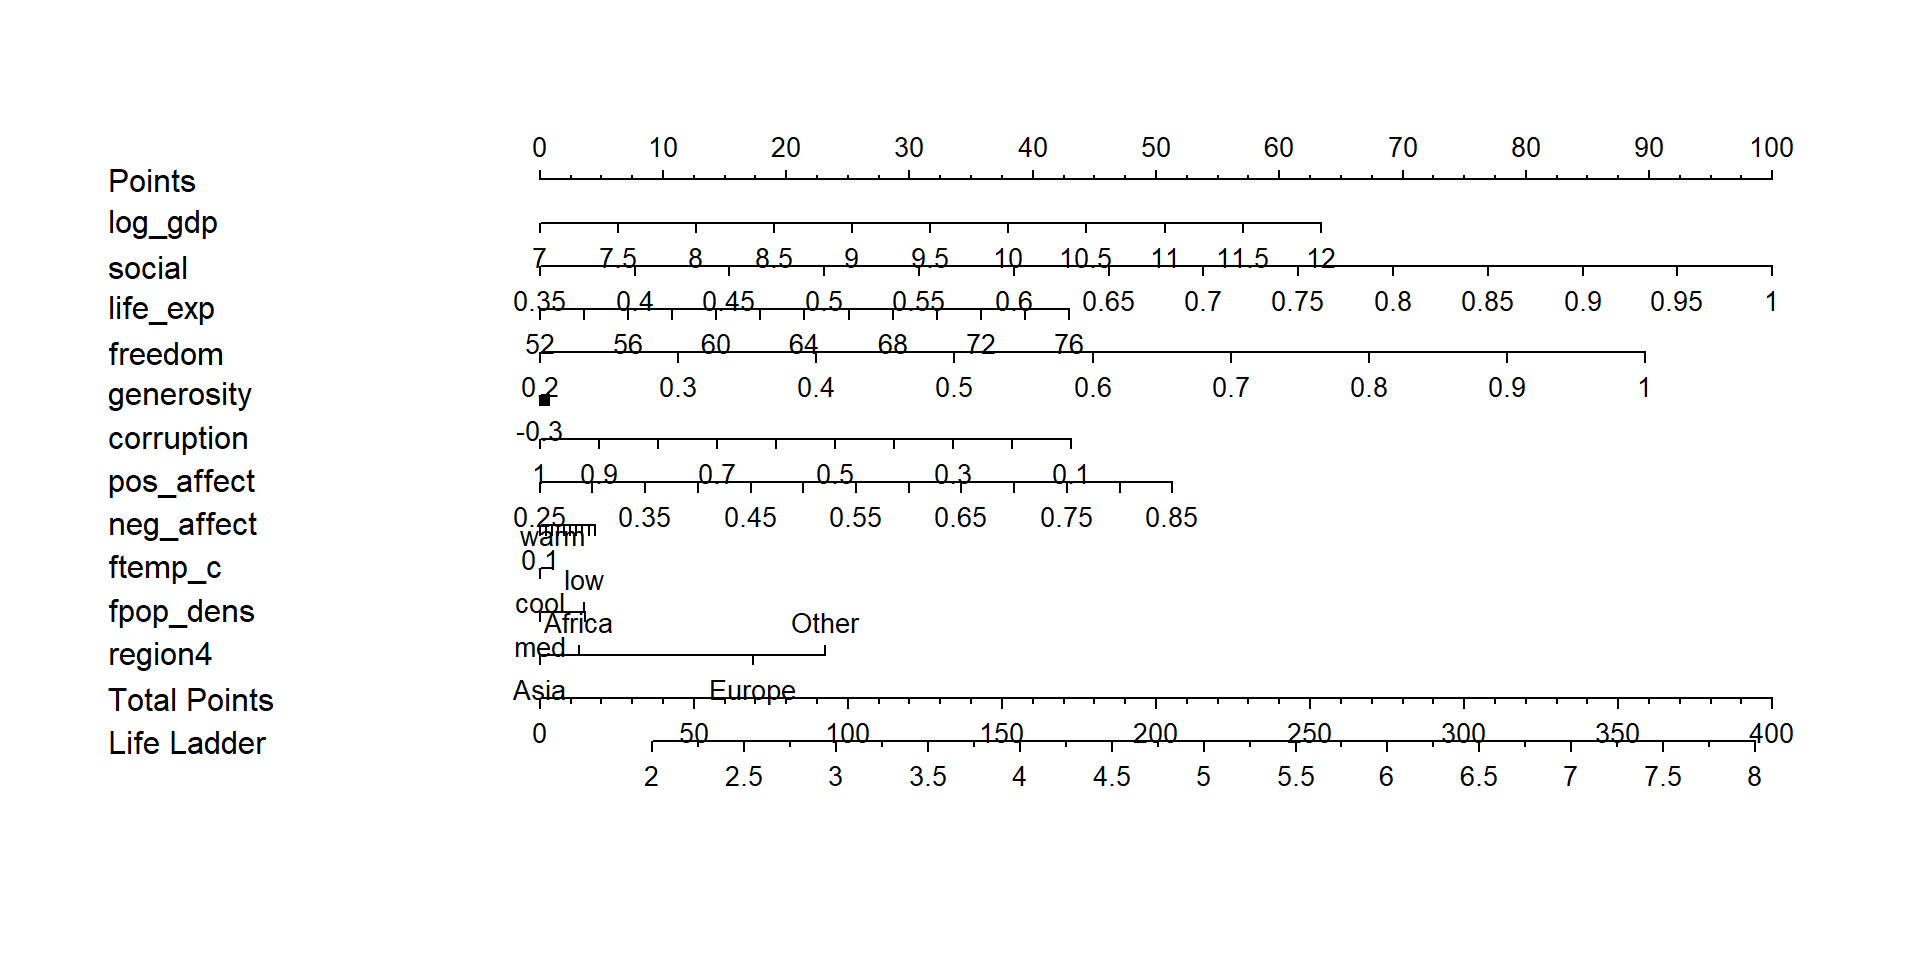 0 10 20 30 40 50 60 70 80 90 100
Points
log_gdp
7 7.5 8 8.5 9 9.5 10 10.5 11 11.5 12
social
0.35 0.4 0.45 0.5 0.55 0.6 0.65 0.7 0.75 0.8 0.85 0.9 0.95 1
life_exp
52 56 60 64 68 72 76
freedom
0.2 0.3 0.4 0.5 0.6 0.7 0.8 0.9 1
generosity
-0.3
corruption
1 0.9 0.7 0.5 0.3 0.1
pos_affect
0.25 0.35 0.45 0.55 0.65 0.75 0.85
neg_affect
warm
0.1
ftemp_c
low
cool
fpop_dens
Africa Other
med
region4
Asia Europe
Total Points
0 50 100 150 200 250 300 350 400
Life Ladder
2 2.5 3 3.5 4 4.5 5 5.5 6 6.5 7 7.5 8